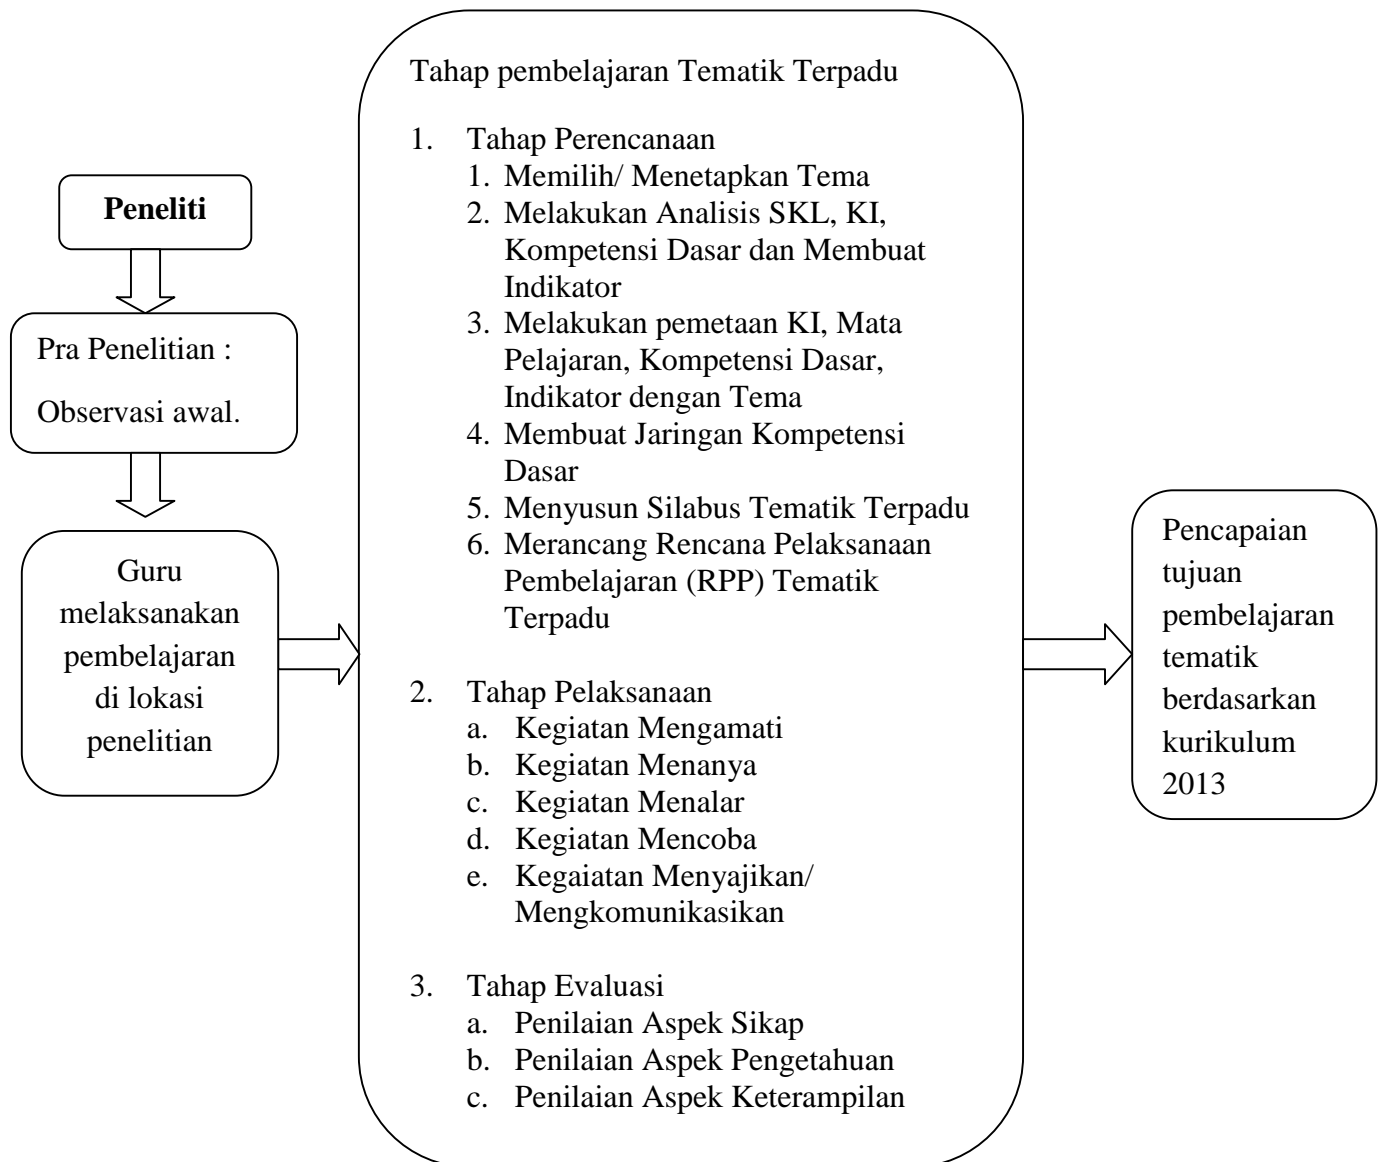 Peneliti
Pra Penelitian :
Observasi awal.
Guru
melaksanakan
pembelajaran
di lokasi
penelitian
Tahap pembelajaran Tematik Terpadu
1. Tahap Perencanaan
1. Memilih/ Menetapkan Tema
2. Melakukan Analisis SKL, KI,
Kompetensi Dasar dan Membuat
Indikator
3. Melakukan pemetaan KI, Mata
Pelajaran, Kompetensi Dasar,
Indikator dengan Tema
4. Membuat Jaringan Kompetensi
Dasar
5. Menyusun Silabus Tematik Terpadu
6. Merancang Rencana Pelaksanaan
Pembelajaran (RPP) Tematik
Terpadu
2. Tahap Pelaksanaan
a. Kegiatan Mengamati
b. Kegiatan Menanya
c. Kegiatan Menalar
d. Kegiatan Mencoba
e. Kegaiatan Menyajikan/
Mengkomunikasikan
3. Tahap Evaluasi
a. Penilaian Aspek Sikap
b. Penilaian Aspek Pengetahuan
c. Penilaian Aspek Keterampilan
Pencapaian
tujuan
pembelajaran
tematik
berdasarkan
kurikulum
2013